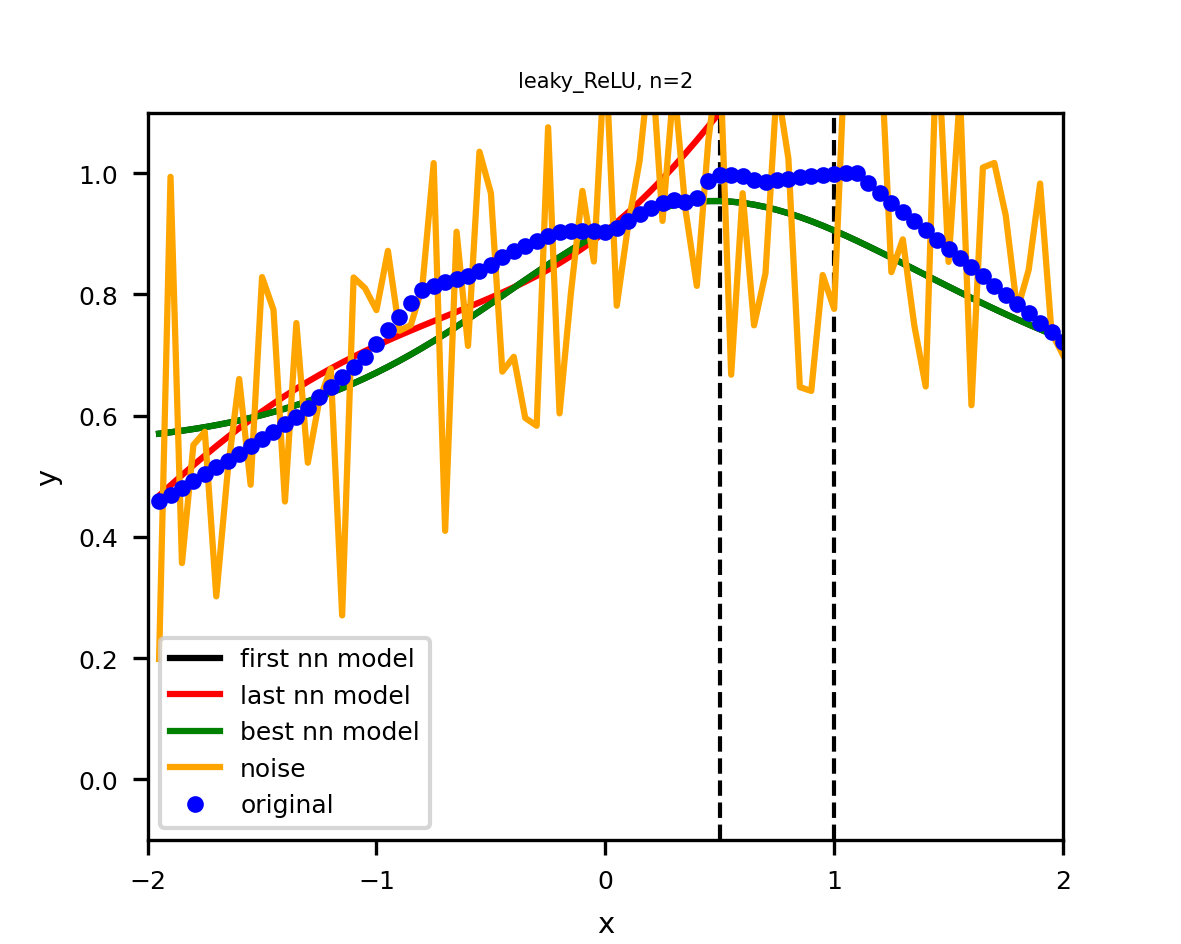 leaky_ReLU, n=2
1.0
0.8
0.6
0.4
0.2
0.0
y
first nn model
last nn model
best nn model
noise
original
−2
−1
0
1
2
x